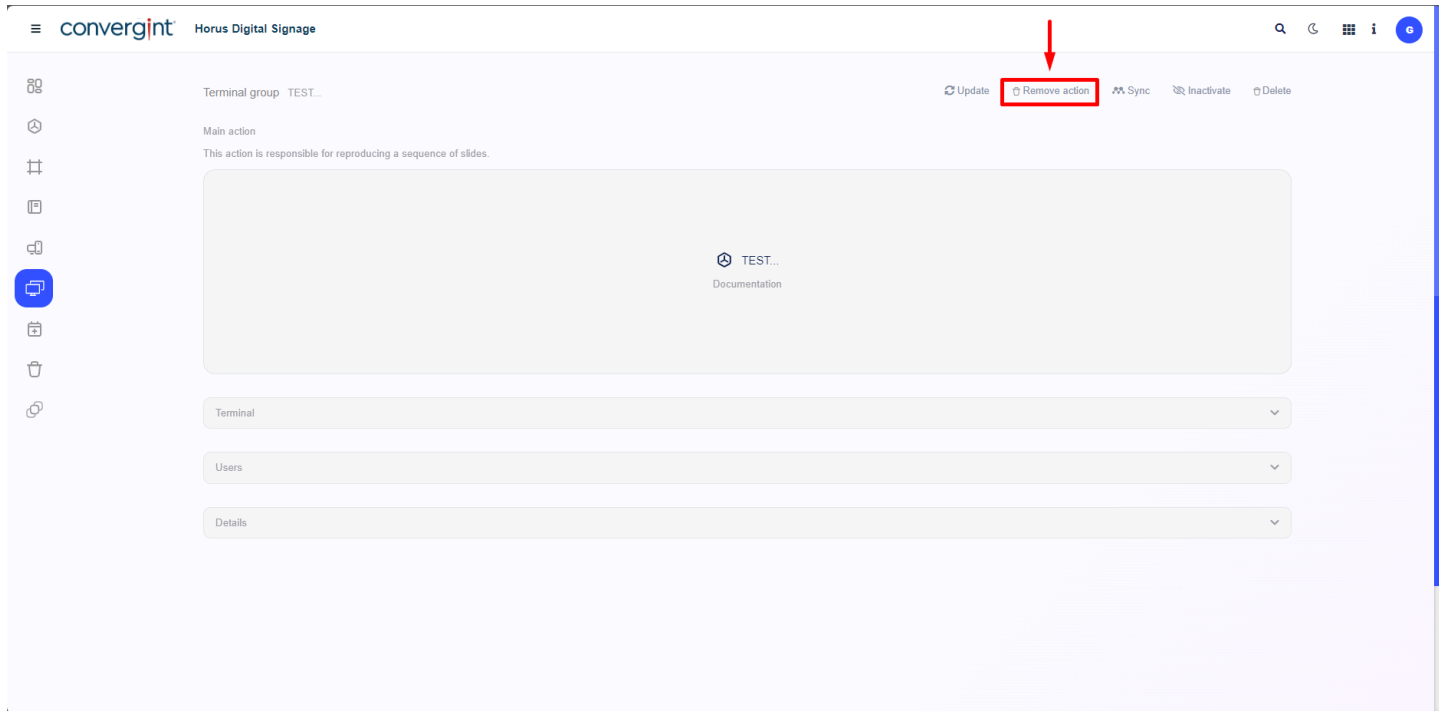 convergint Horus Digital Signage
G
Terminal group TEST...
Update Remove action Sync Inactivate Delete
Main action
This action is responsible for reproducing a sequence of slides.
TEST...
Documentation
Terminal
Users
Details